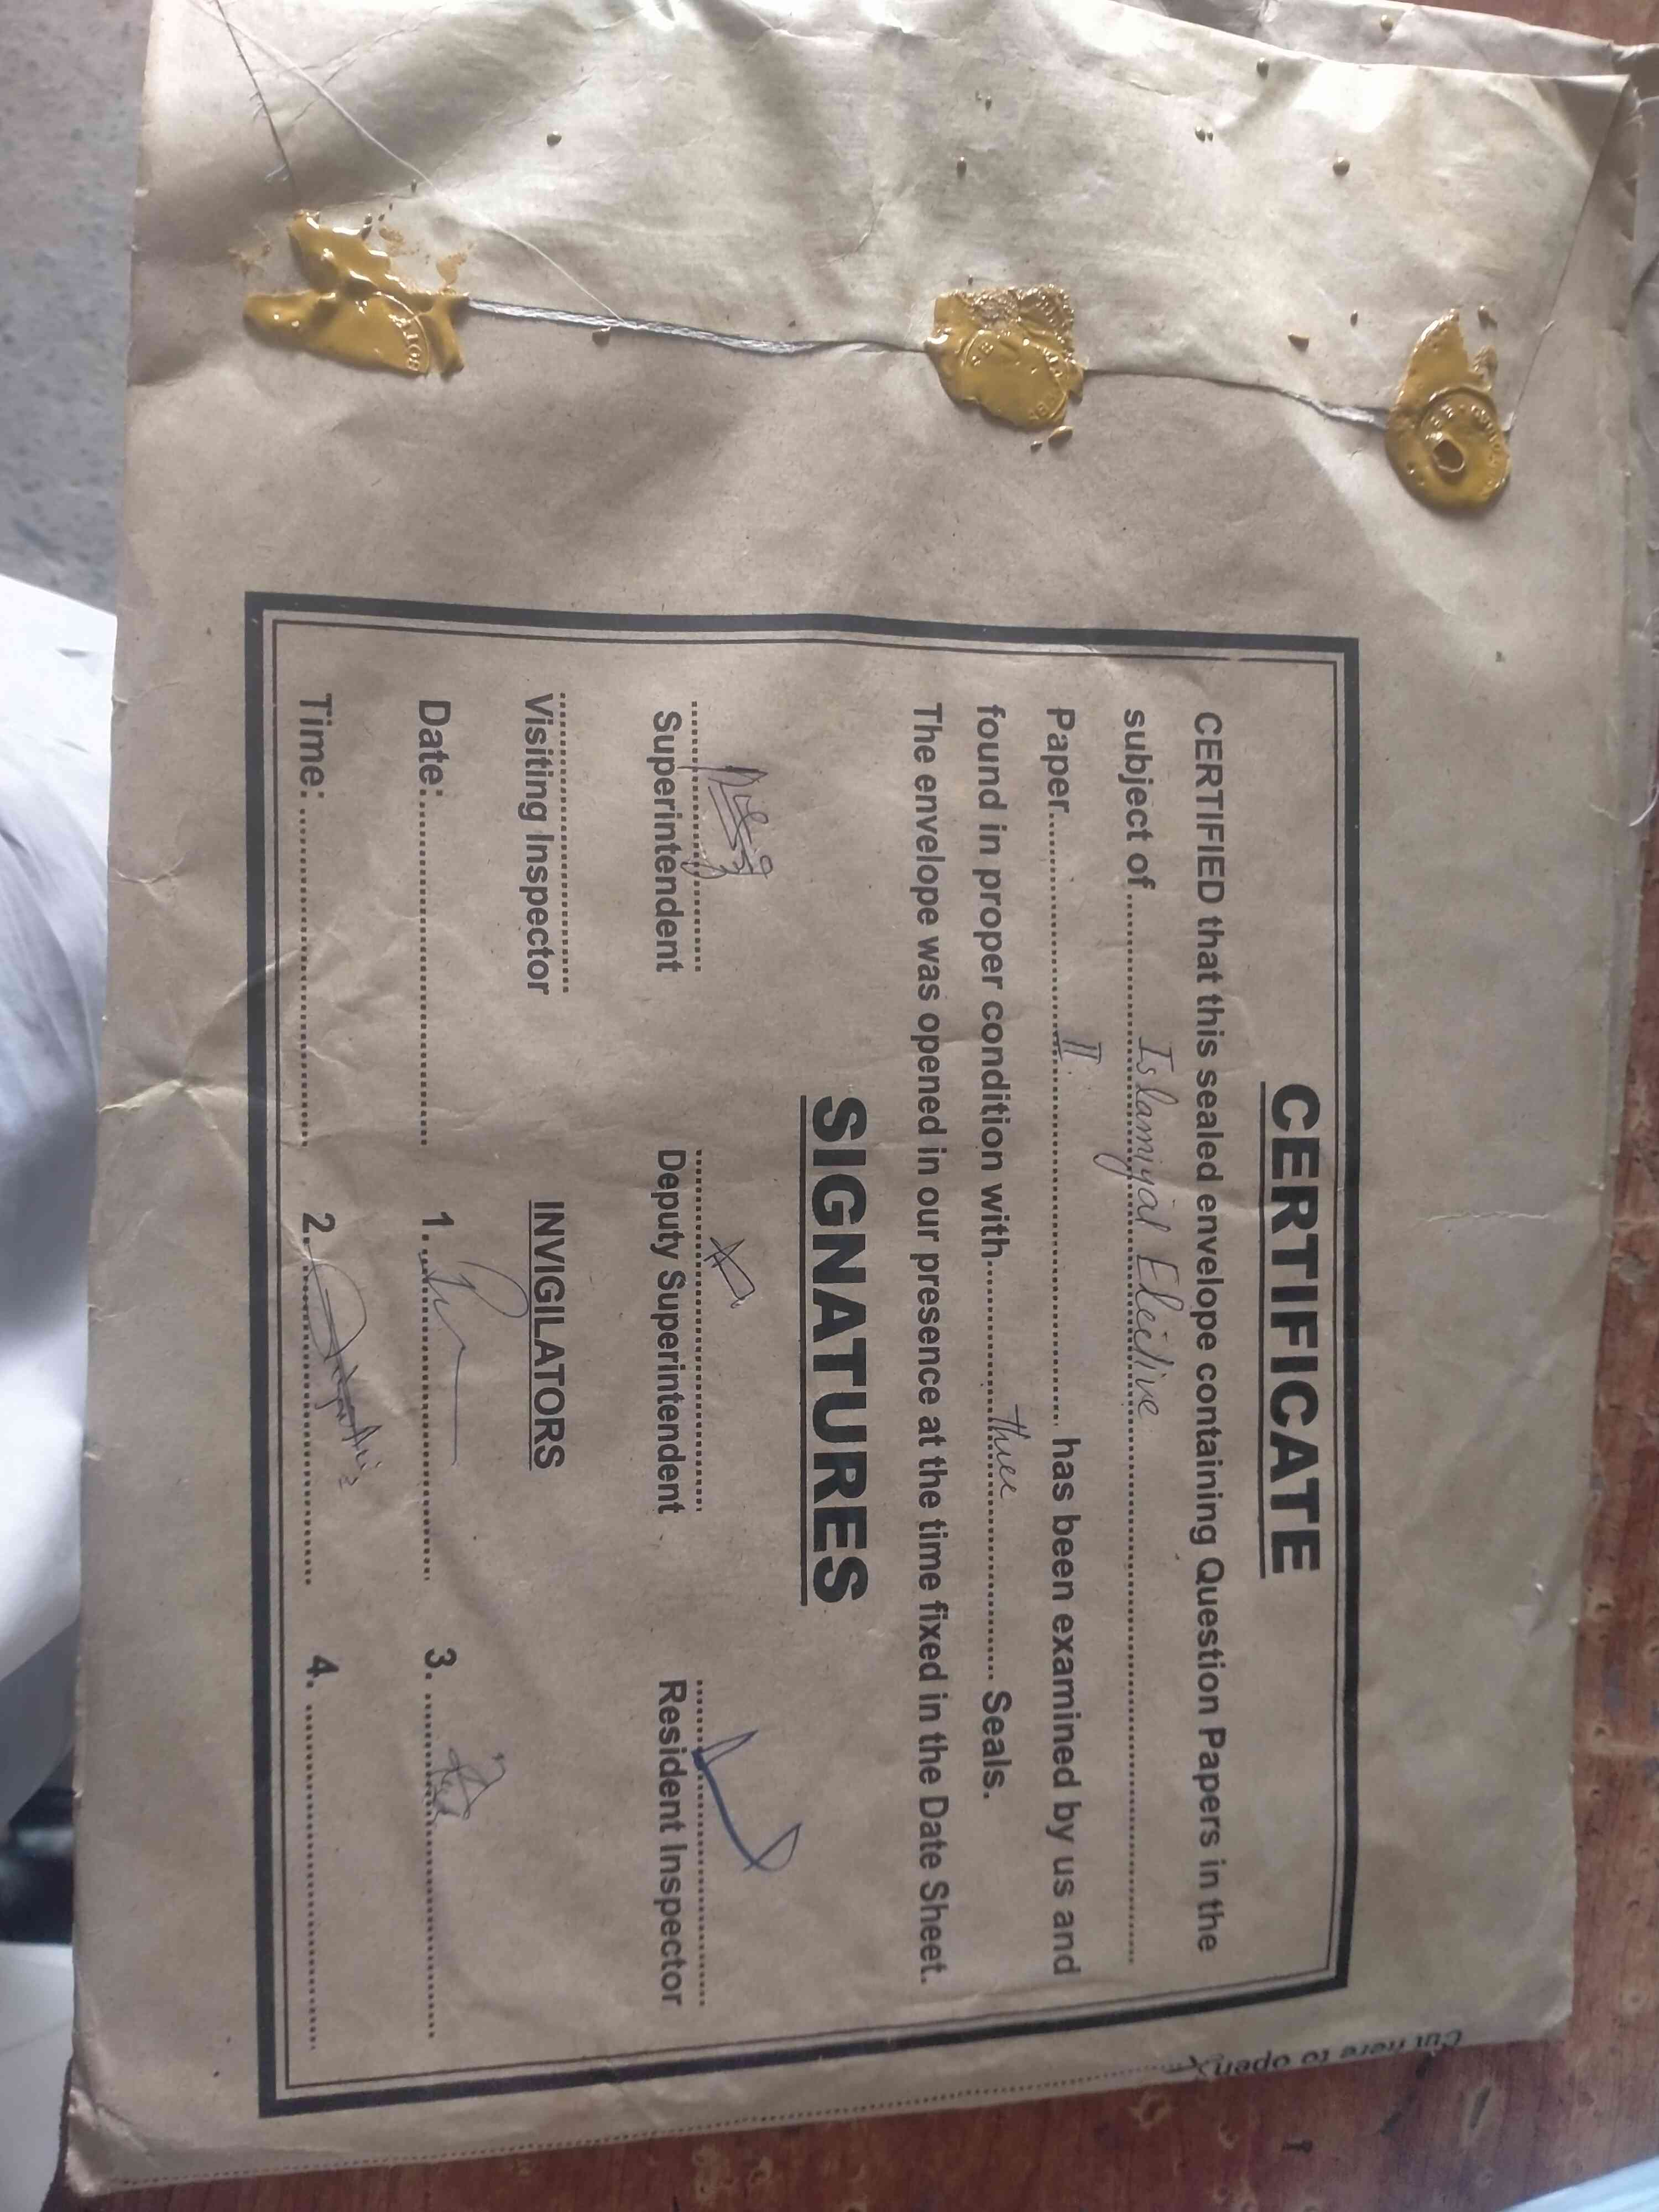 CERTIFICATE
CERTIFIED that this sealed envelope containing Question Papers in the
subject of.......... Islamiyat Elective ..........
Paper.......... II .......... has been examined by us and
found in proper condition with.......... three .......... Seals.
The envelope was opened in our presence at the time fixed in the Date Sheet.
SIGNATURES
Superintendent Deputy Superintendent Resident Inspector
Visiting Inspector INVIGILATORS
Date: 1. 3.
Time: 2. 4.
Cut here to open